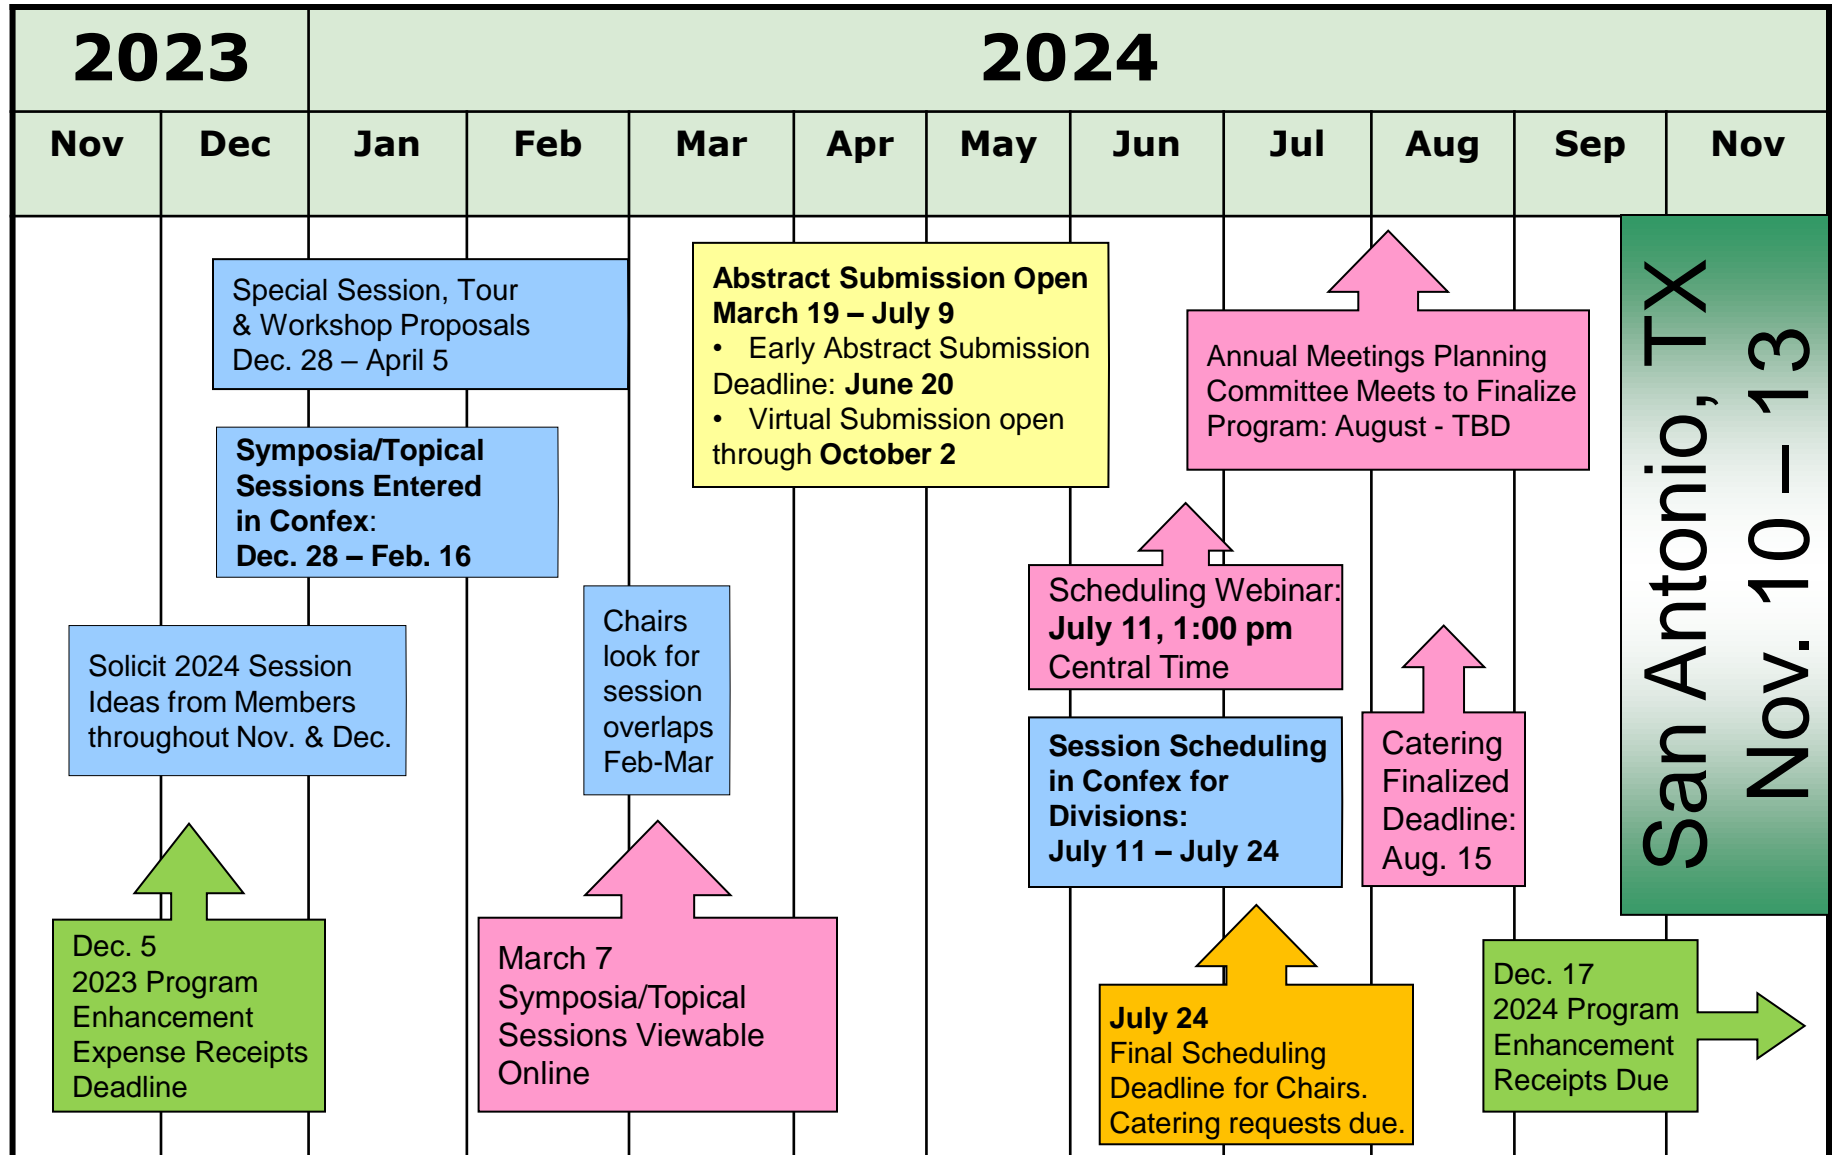 2023
2024
Nov
Dec
Jan
Feb
Mar
Apr
May
Jun
Jul
Aug
Sep
Nov
Special Session, Tour
& Workshop Proposals
Dec. 28 – April 5
Symposia/Topical
Sessions Entered
in Confex:
Dec. 28 – Feb. 16
Solicit 2024 Session
Ideas from Members
throughout Nov. & Dec.
Dec. 5
2023 Program
Enhancement
Expense Receipts
Deadline
Chairs
look for
session
overlaps
Feb-Mar
March 7
Symposia/Topical
Sessions Viewable
Online
Abstract Submission Open
March 19 – July 9
• Early Abstract Submission
Deadline: June 20
• Virtual Submission open
through October 2
Annual Meetings Planning
Committee Meets to Finalize
Program: August - TBD
Scheduling Webinar:
July 11, 1:00 pm
Central Time
Session Scheduling
in Confex for
Divisions:
July 11 – July 24
July 24
Final Scheduling
Deadline for Chairs.
Catering requests due.
Catering
Finalized
Deadline:
Aug. 15
Dec. 17
2024 Program
Enhancement
Receipts Due
San Antonio, TX
Nov. 10 – 13